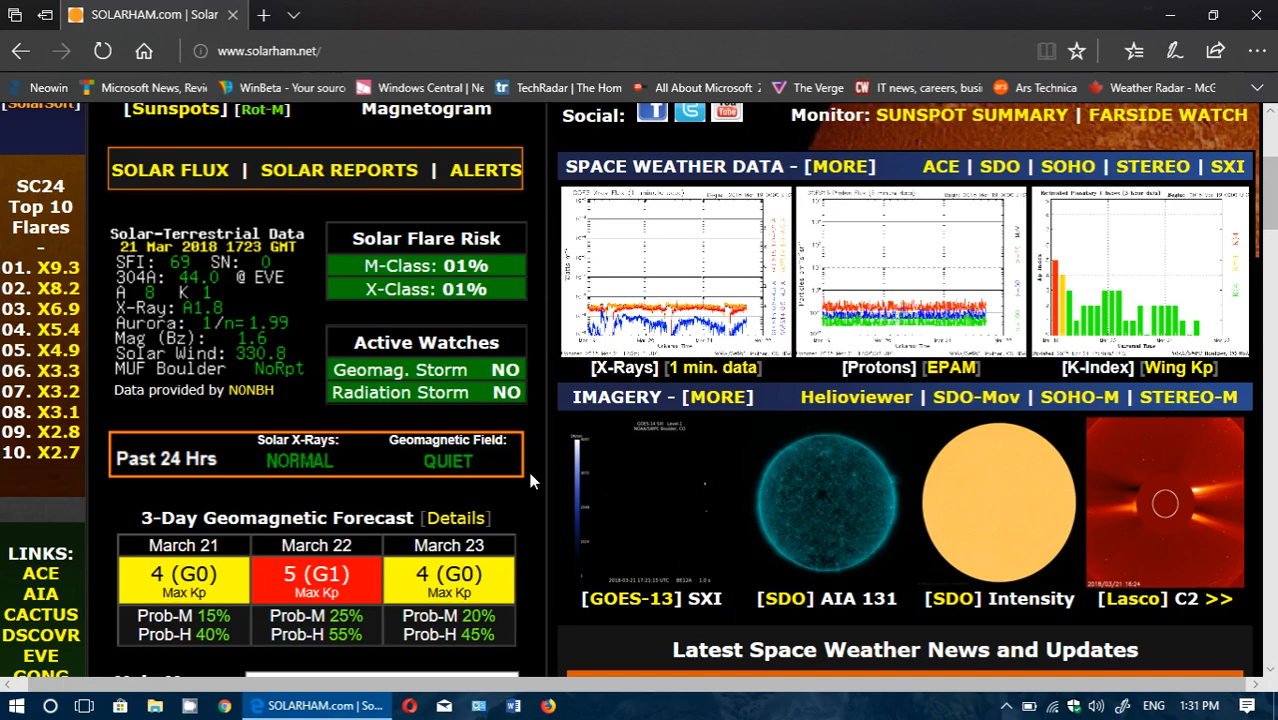 SOLARHAM.com | Solar
www.solarham.net/
Neowin
Microsoft News, Revi
WinBeta - Your sourc
Windows Central | Ne
TechRadar | The Hom
All About Microsoft
The Verge
IT news, careers, busi
Ars Technica
Weather Radar - McG
[Sunspots] [Rot-M]
Magnetogram
SOLAR FLUX | SOLAR REPORTS | ALERTS
SC24
Top 10
Flares
-
01. X9.3
02. X8.2
03. X6.9
04. X5.4
05. X4.9
06. X3.3
07. X3.2
08. X3.1
09. X2.8
10. X2.7
LINKS:
ACE
AIA
CACTUS
DSCOVR
EVE
GONG
Solar-Terrestrial Data
21 Mar 2018 1723 GMT
SFI: 69 SN: 0
304A: 44.0 @ EVE
A 8 K 1
X-Ray: A1.8
Aurora: 1/n=1.99
Mag (Bz): 1.6
Solar Wind: 330.8
MUF Boulder NoRpt
Data provided by N0NBH
Solar Flare Risk
M-Class: 01%
X-Class: 01%
Active Watches
Geomag. Storm NO
Radiation Storm NO
Past 24 Hrs
Solar X-Rays:
NORMAL
Geomagnetic Field:
QUIET
3-Day Geomagnetic Forecast [Details]
March 21 March 22 March 23
4 (G0) 5 (G1) 4 (G0)
Max Kp Max Kp Max Kp
Prob-M 15% Prob-M 25% Prob-M 20%
Prob-H 40% Prob-H 55% Prob-H 45%
Social:
You
Tube
Monitor: SUNSPOT SUMMARY | FARSIDE WATCH
SPACE WEATHER DATA - [MORE]
ACE | SDO | SOHO | STEREO | SXI
[X-Rays] [1 min. data]
[Protons] [EPAM]
[K-Index] [Wing Kp]
IMAGERY - [MORE]
Helioviewer | SDO-Mov | SOHO-M | STEREO-M
2018/03/21 16:24
[GOES-13] SXI
[SDO] AIA 131
[SDO] Intensity
[Lasco] C2 >>
Latest Space Weather News and Updates
SOLARHAM.com | So...
ENG
1:31 PM